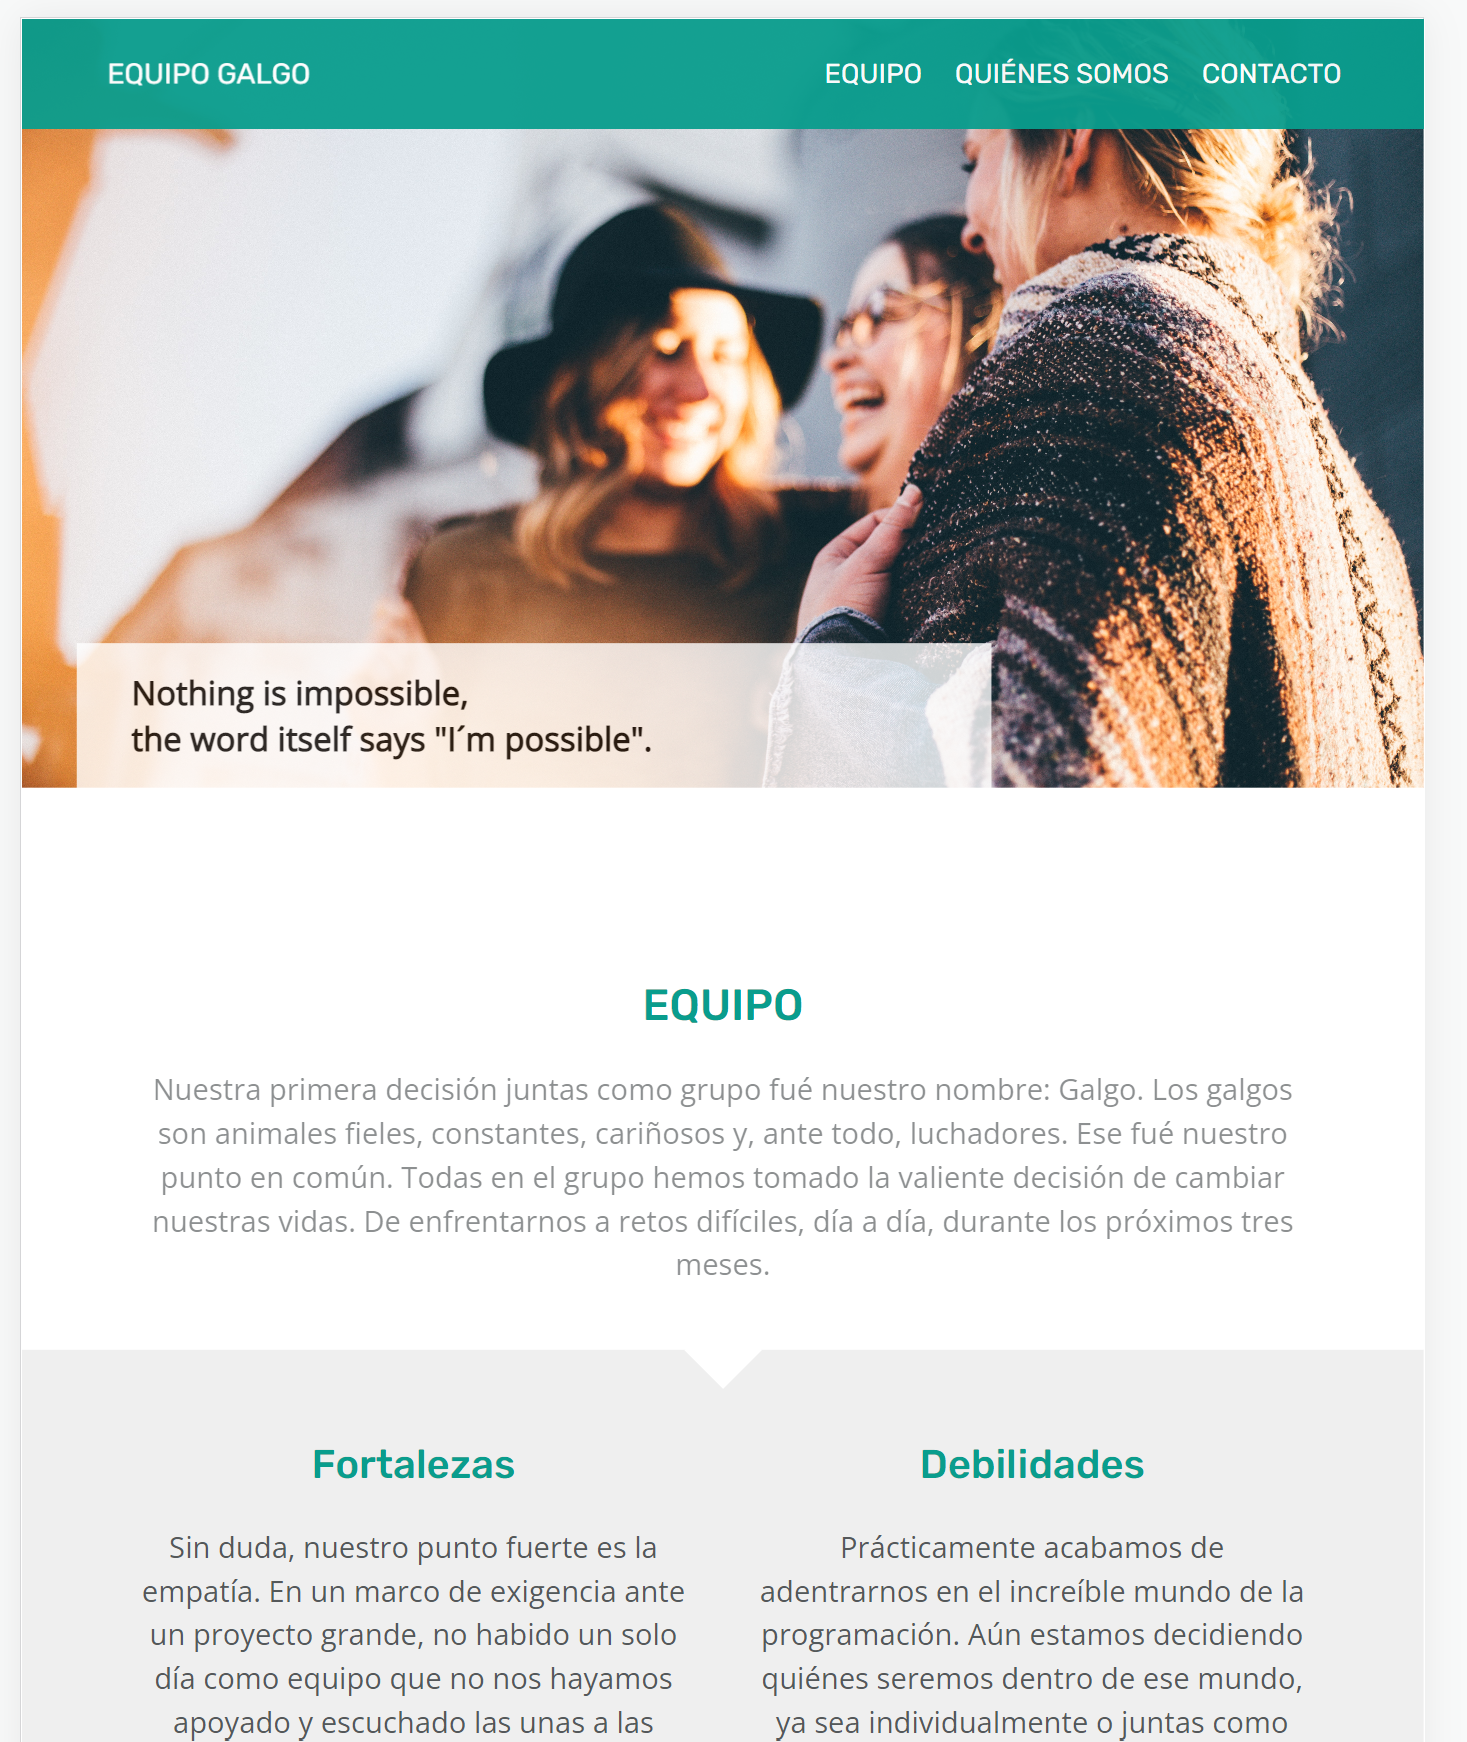 EQUIPO GALGO
EQUIPO QUIÉNES SOMOS CONTACTO
Nothing is impossible,
the word itself says "I´m possible".
EQUIPO
Nuestra primera decisión juntas como grupo fué nuestro nombre: Galgo. Los galgos
son animales fieles, constantes, cariñosos y, ante todo, luchadores. Ese fué nuestro
punto en común. Todas en el grupo hemos tomado la valiente decisión de cambiar
nuestras vidas. De enfrentarnos a retos difíciles, día a día, durante los próximos tres
meses.
Fortalezas
Sin duda, nuestro punto fuerte es la
empatía. En un marco de exigencia ante
un proyecto grande, no habido un solo
día como equipo que no nos hayamos
apoyado y escuchado las unas a las
Debilidades
Prácticamente acabamos de
adentrarnos en el increíble mundo de la
programación. Aún estamos decidiendo
quiénes seremos dentro de ese mundo,
ya sea individualmente o juntas como